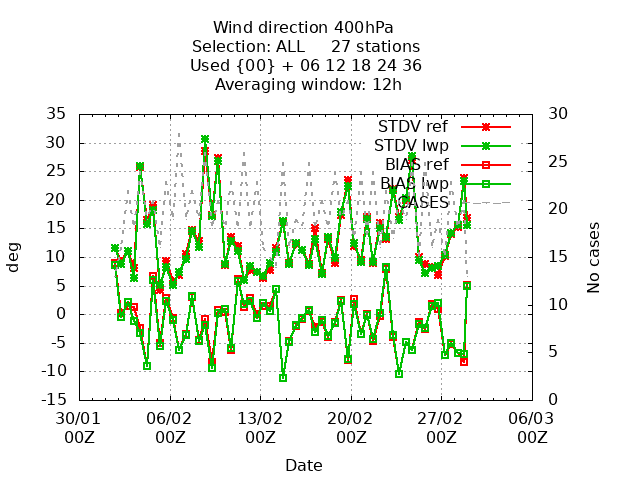 Wind direction 400hPa
Selection: ALL 27 stations
Used {00} + 06 12 18 24 36
Averaging window: 12h
STDV ref
STDV lwp
BIAS ref
BIAS lwp
CASES
35
30
25
20
15
10
5
0
-5
-10
-15
deg
30
25
20
15
10
5
0
No cases
30/01 06/02 13/02 20/02 27/02 06/03
00Z 00Z 00Z 00Z 00Z 00Z
Date